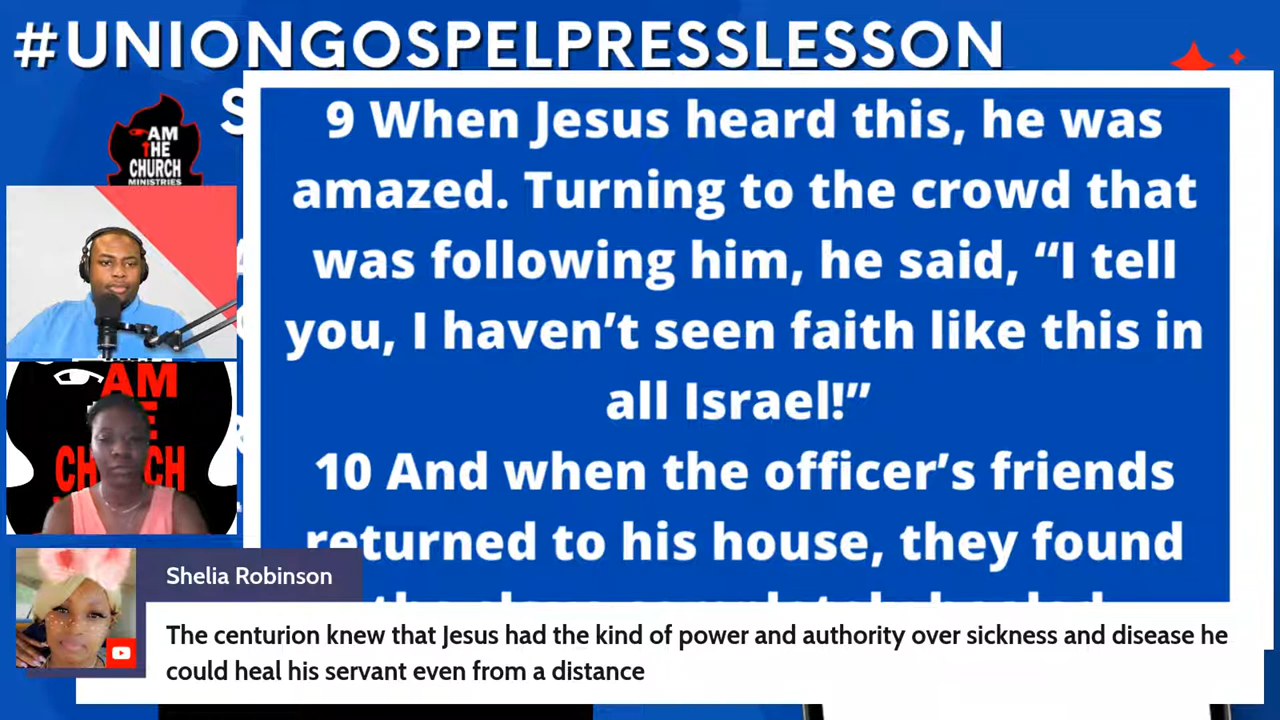 #UNIONGOSPELPRESSLESSON
S
AM
THE
CHURCH
MINISTRIES
9 When Jesus heard this, he was
amazed. Turning to the crowd that
was following him, he said, “I tell
you, I haven’t seen faith like this in
all Israel!”
10 And when the officer’s friends
returned to his house, they found
AM
THE
CHURCH
Shelia Robinson
The centurion knew that Jesus had the kind of power and authority over sickness and disease he
could heal his servant even from a distance